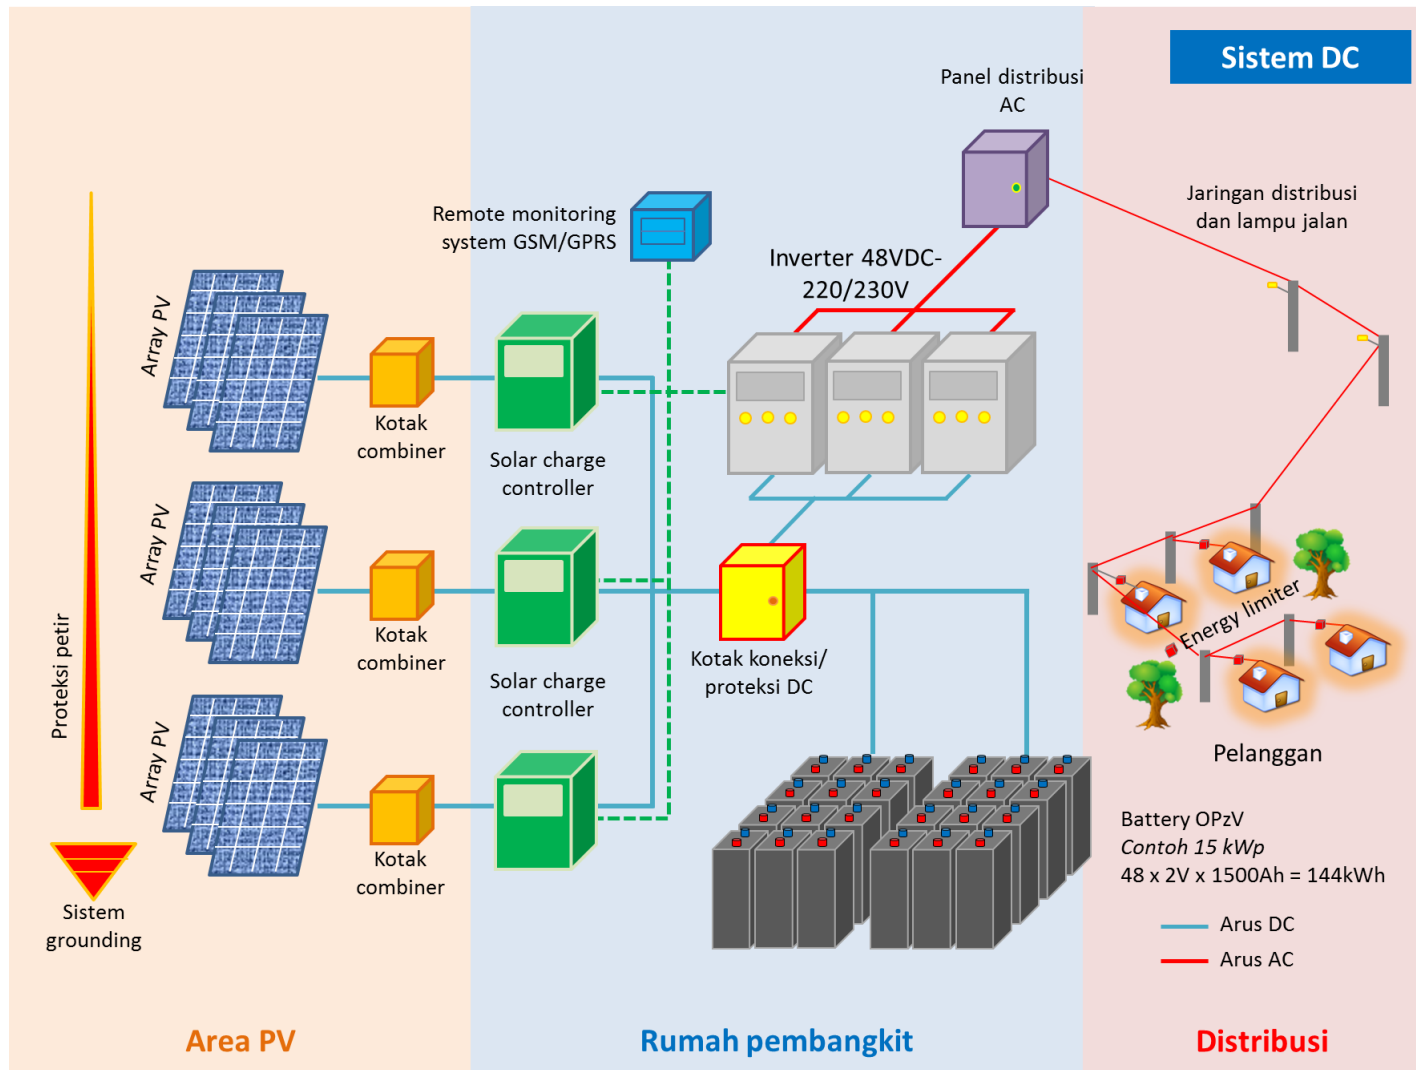 Sistem DC
Panel distribusi
AC
Jaringan distribusi
dan lampu jalan
Remote monitoring
system GSM/GPRS
Inverter 48VDC-
220/230V
Array PV
Kotak
combiner
Solar charge
controller
Array PV
Kotak
combiner
Energy limiter
Kotak koneksi/
proteksi DC
Proteksi petir
Solar charge
controller
Array PV
Pelanggan
Kotak
combiner
Battery OPzV
Contoh 15 kWp
48 x 2V x 1500Ah = 144kWh
Sistem
grounding
Arus DC
Arus AC
Area PV
Rumah pembangkit
Distribusi